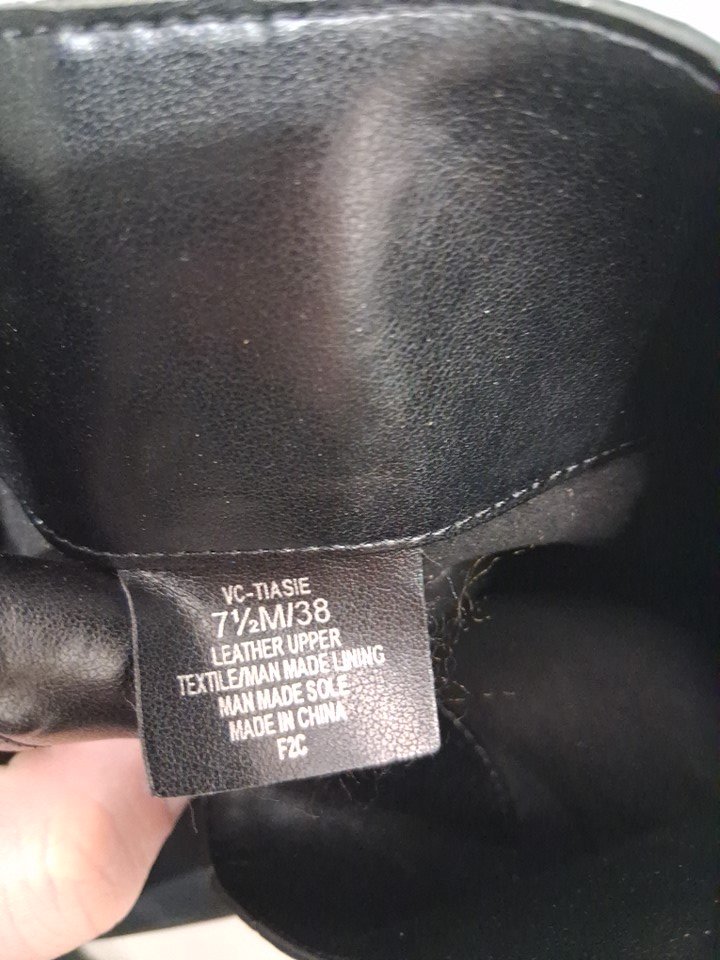 VC-TIASIE
7½M/38
LEATHER UPPER
TEXTILE/MAN MADE LINING
MAN MADE SOLE
MADE IN CHINA
F2C